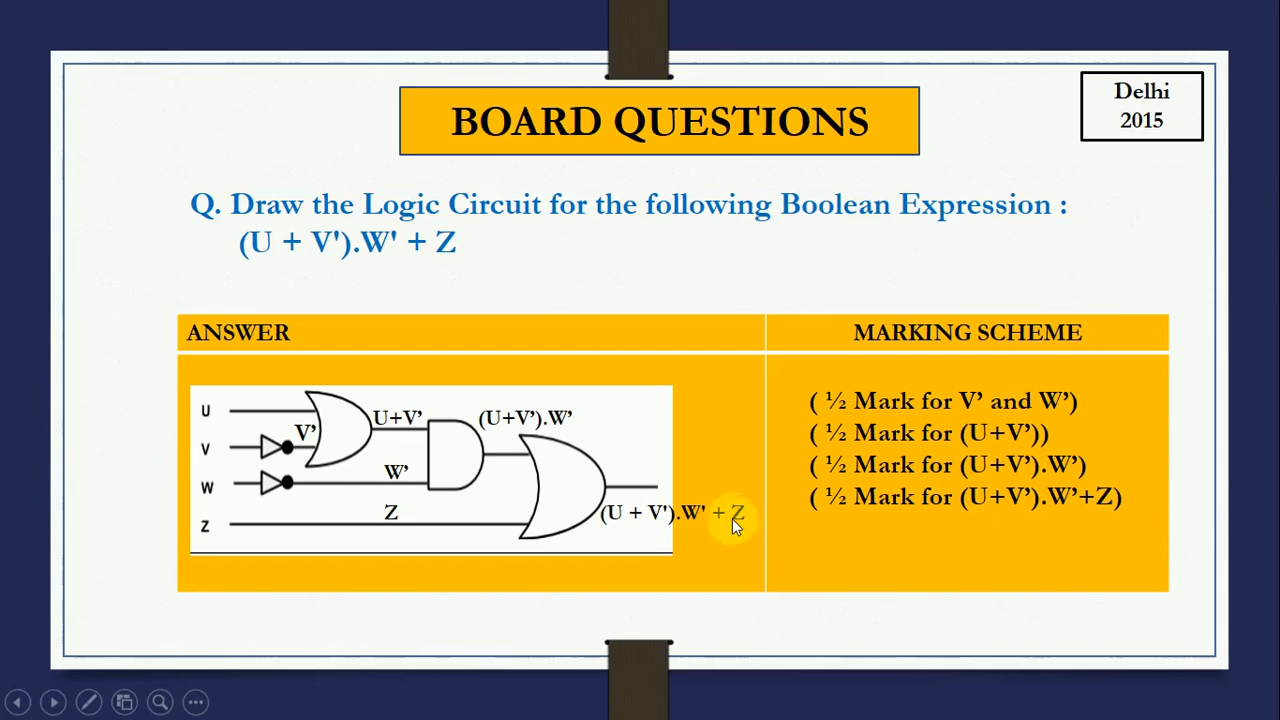 Delhi
2015
BOARD QUESTIONS
Q. Draw the Logic Circuit for the following Boolean Expression :
(U + V').W' + Z
ANSWER
MARKING SCHEME
U
V
W
Z
V’
U+V’
(U+V’).W’
W’
Z
(U + V').W' + Z
( ½ Mark for V’ and W’)
( ½ Mark for (U+V’))
( ½ Mark for (U+V’).W’)
( ½ Mark for (U+V’).W’+Z)